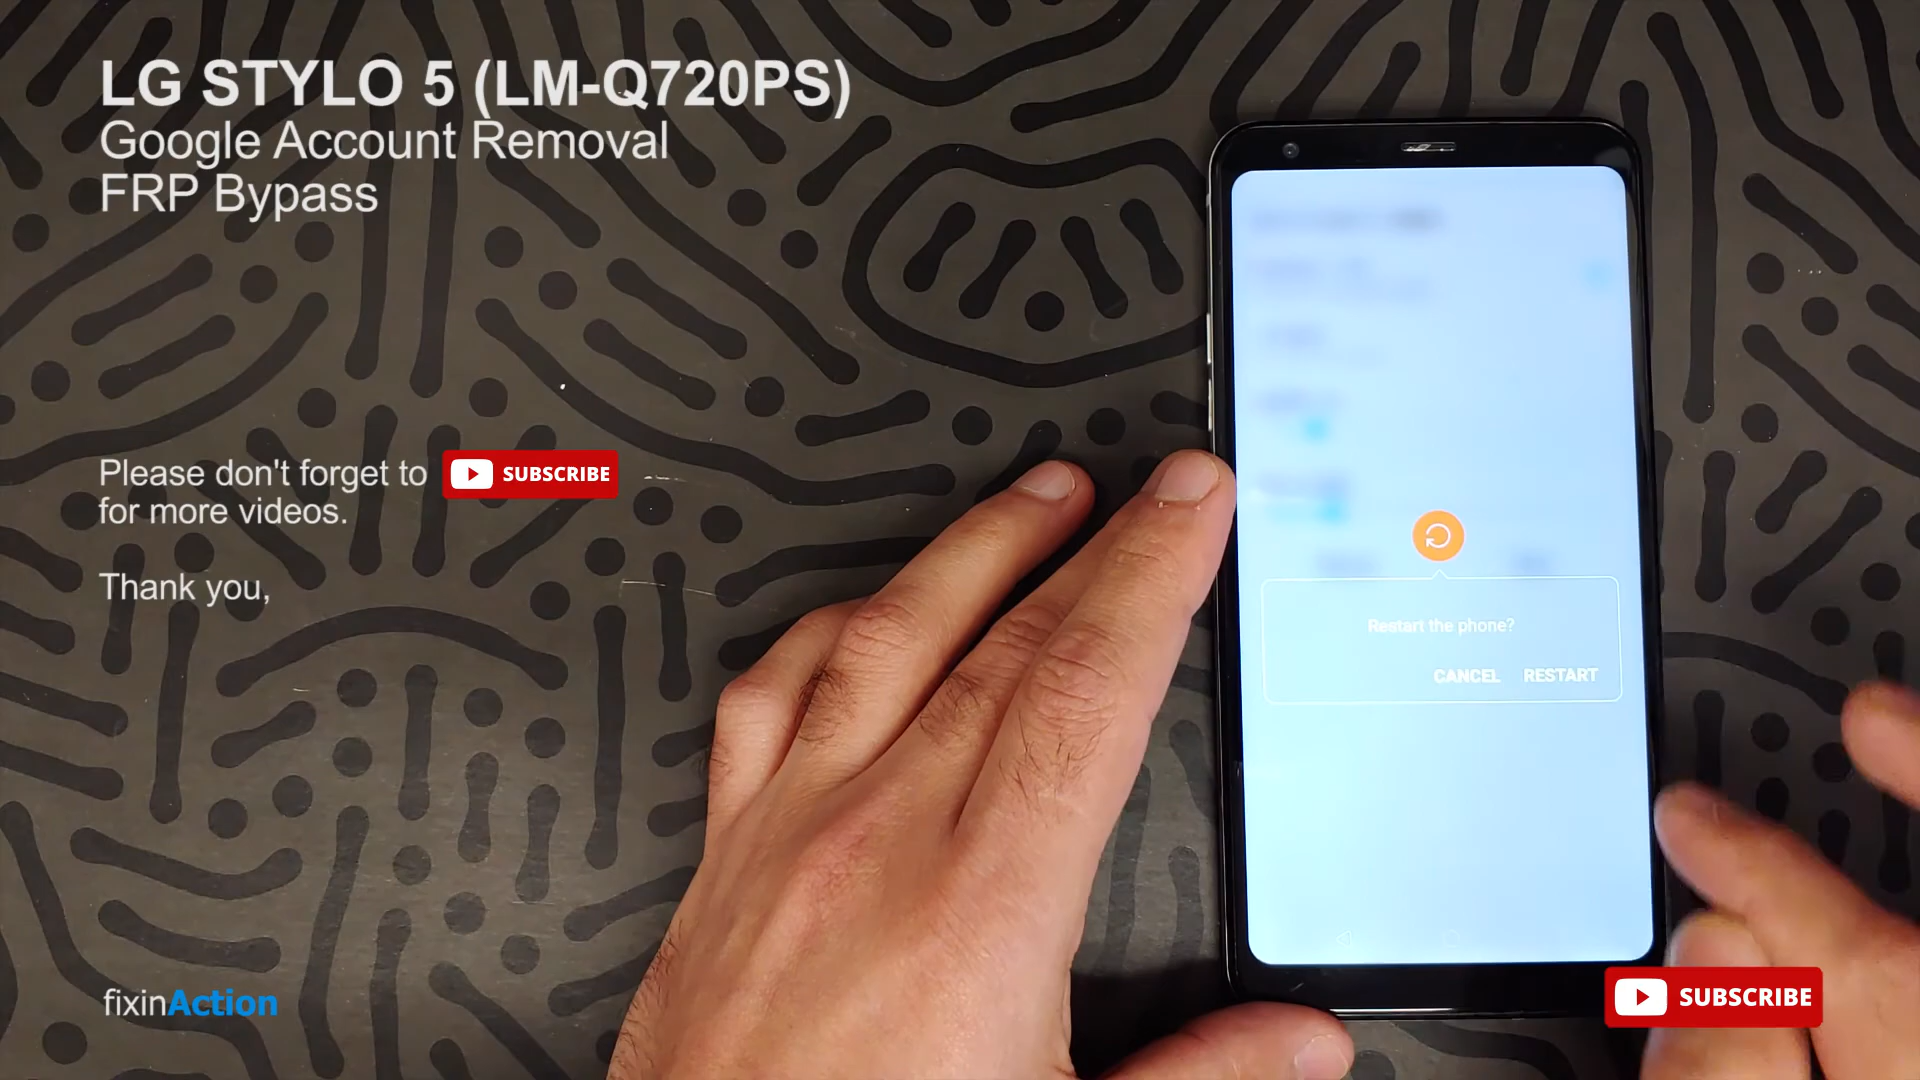 LG STYLO 5 (LM-Q720PS)
Google Account Removal
FRP Bypass
Please don't forget to SUBSCRIBE
for more videos.
Thank you,
Restart the phone?
CANCEL RESTART
fixinAction
SUBSCRIBE